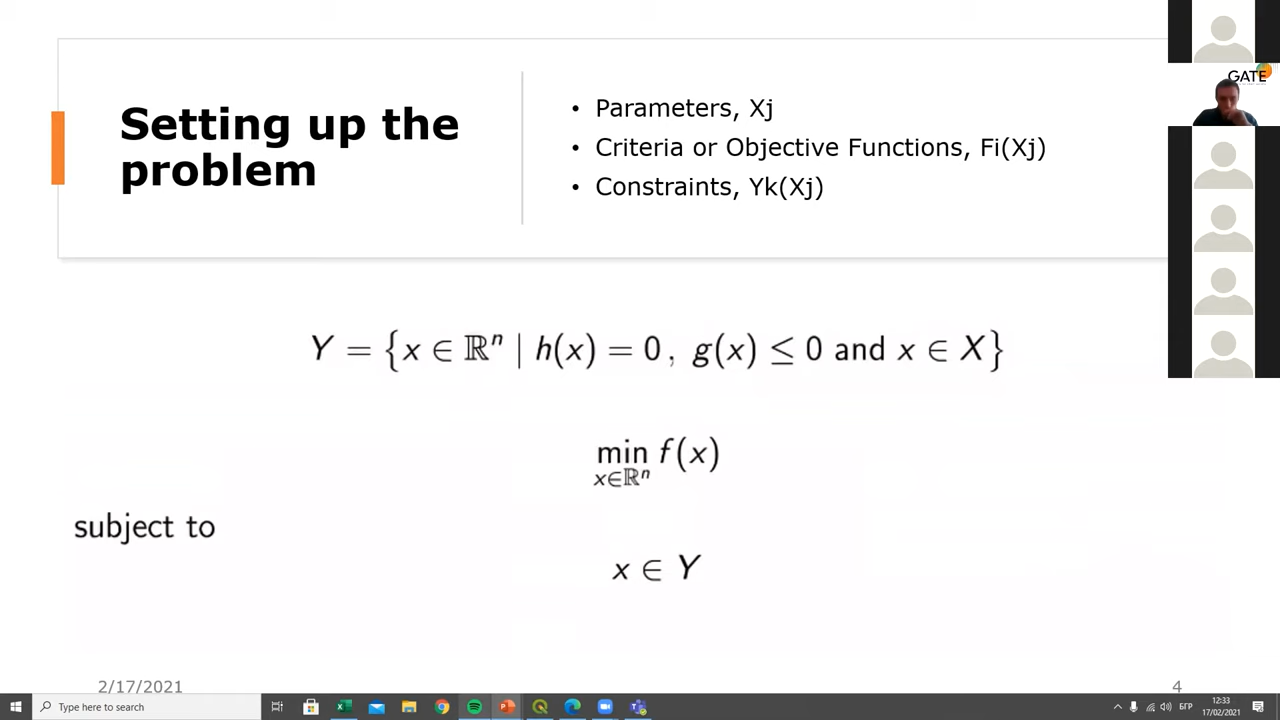 Setting up the
problem
• Parameters, Xj
• Criteria or Objective Functions, Fi(Xj)
• Constraints, Yk(Xj)
GATE
Y = {x ∈ ℝⁿ | h(x) = 0 , g(x) ≤ 0 and x ∈ X}
min f(x)
x∈ℝⁿ
subject to
x ∈ Y
2/17/2021
4
Type here to search
БГР
12:33
17/02/2021